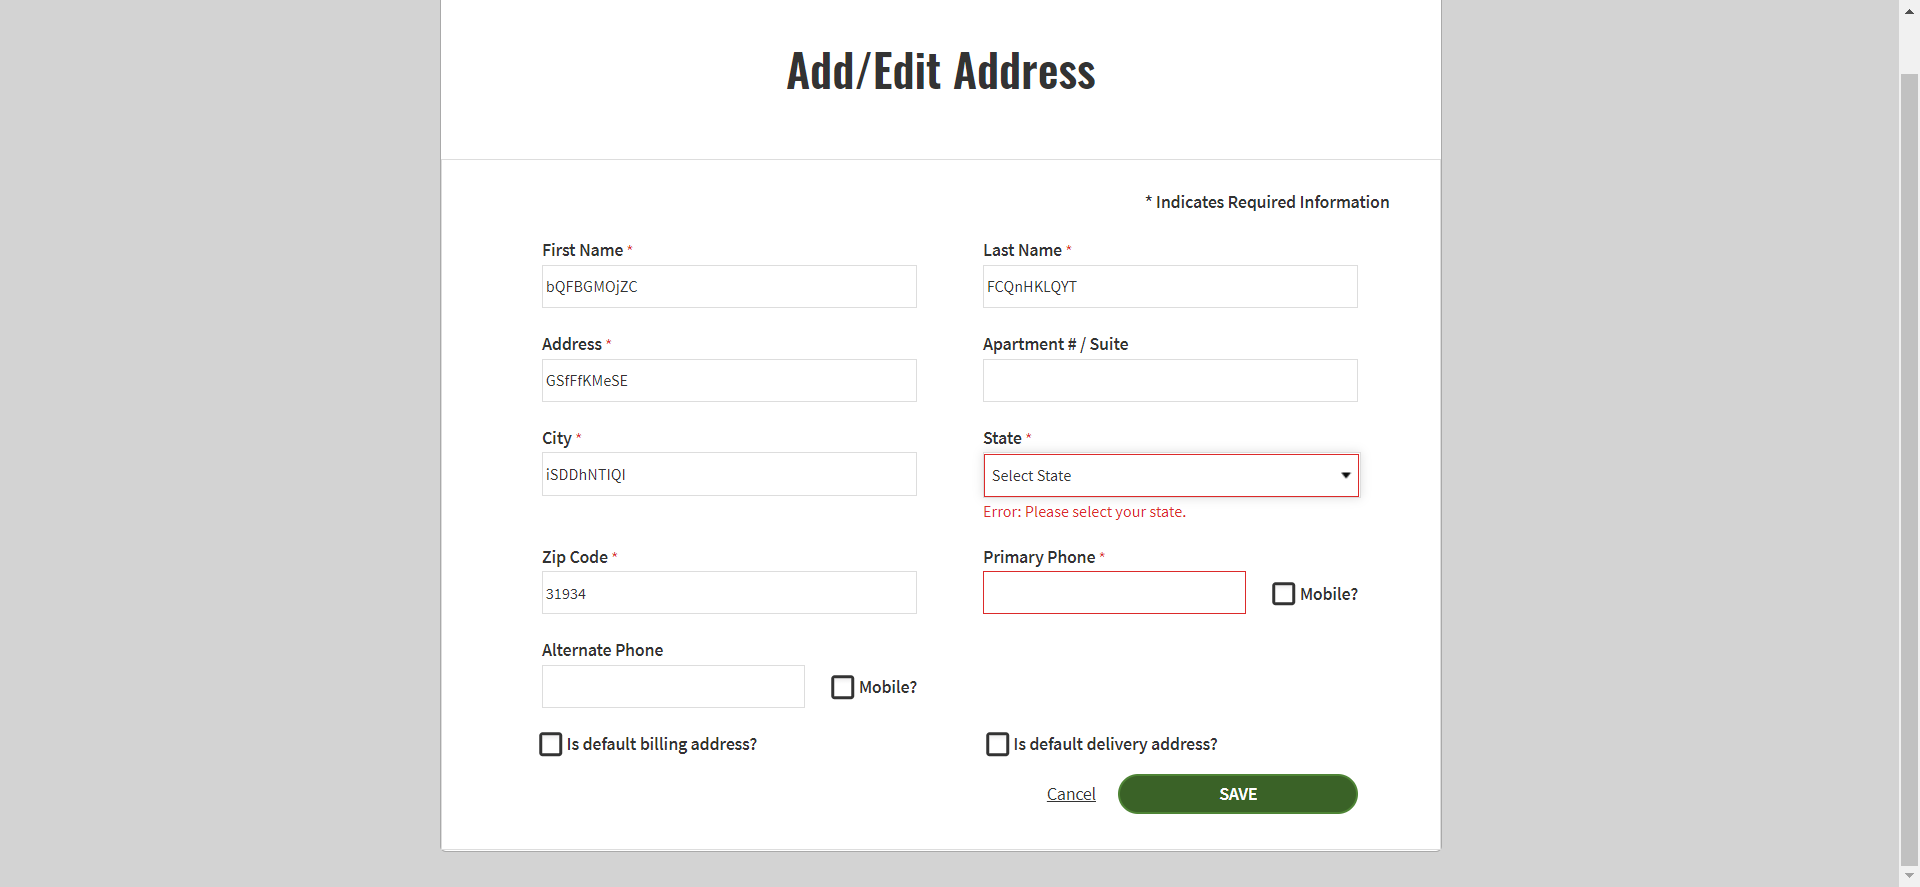 Add/Edit Address
* Indicates Required Information
First Name *
bQFBGMOjZC
Last Name *
FCQnHKLQYT
Address *
GSfFfKMeSE
Apartment # / Suite
City *
iSDDhNTIQI
State *
Select State
Error: Please select your state.
Zip Code *
31934
Primary Phone *
Mobile?
Alternate Phone
Mobile?
Is default billing address?
Is default delivery address?
Cancel
SAVE